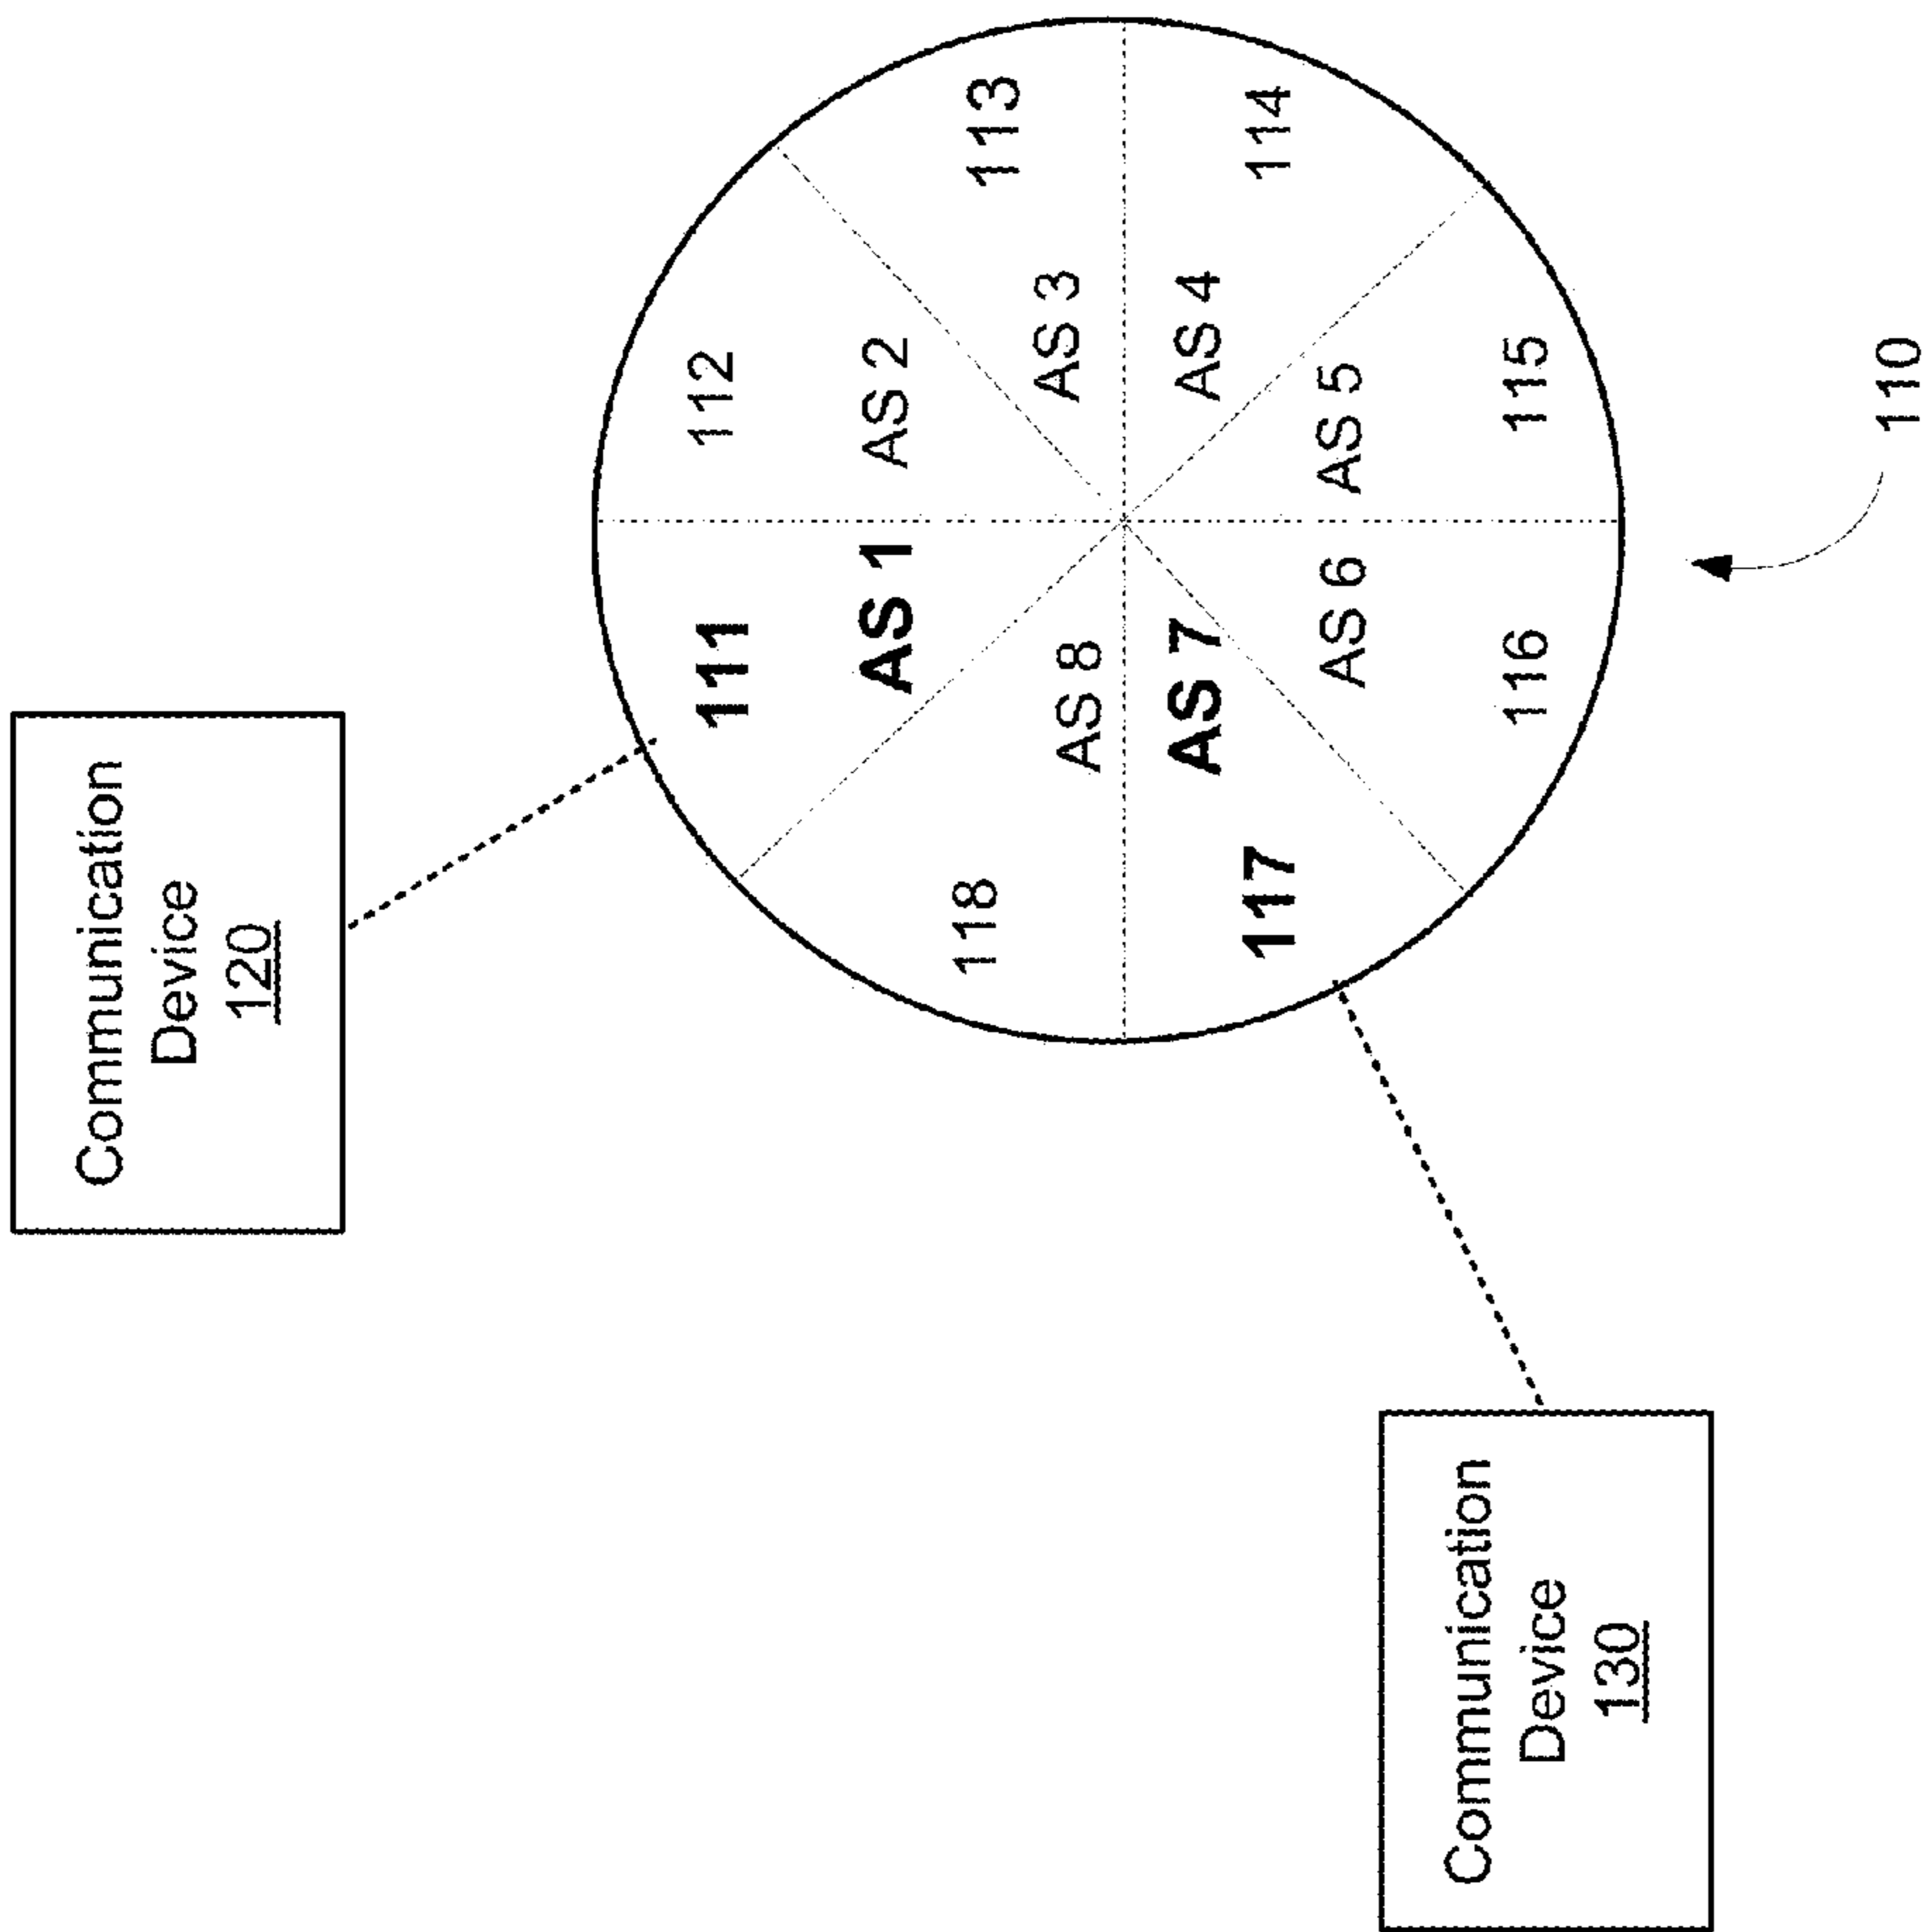 Communication
Device
120
Communication
Device
130
111
AS 1
112
AS 2
113
AS 3
114
AS 4
115
AS 5
116
AS 6
117
AS 7
118
AS 8
110